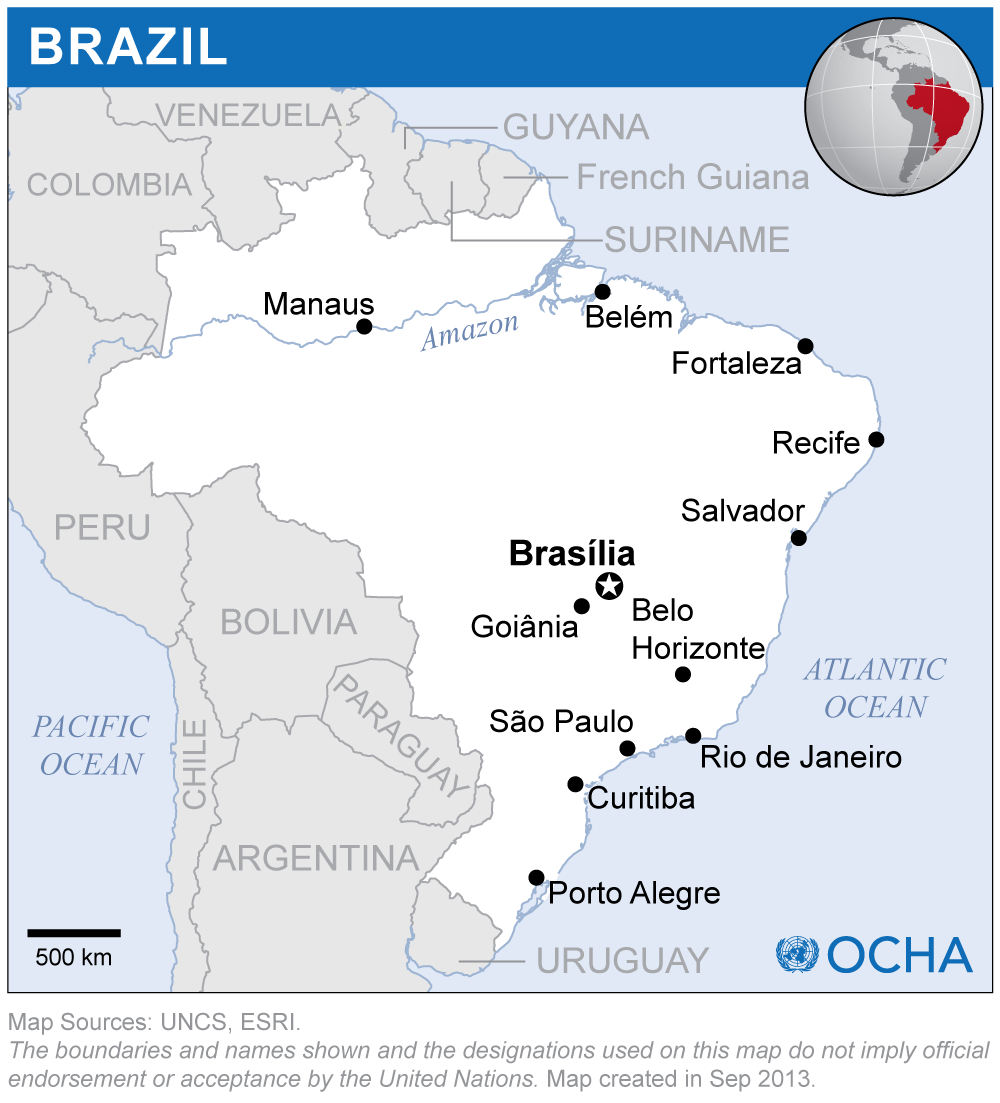 BRAZIL
VENEZUELA
GUYANA
COLOMBIA
French Guiana
SURINAME
Manaus
Amazon
Belém
Fortaleza
Recife
Salvador
PERU
Brasília
Goiânia
Belo
Horizonte
BOLIVIA
ATLANTIC
OCEAN
PARAGUAY
PACIFIC
OCEAN
CHILE
São Paulo
Rio de Janeiro
Curitiba
ARGENTINA
Porto Alegre
500 km
URUGUAY
OCHA
Map Sources: UNCS, ESRI.
The boundaries and names shown and the designations used on this map do not imply official
endorsement or acceptance by the United Nations. Map created in Sep 2013.